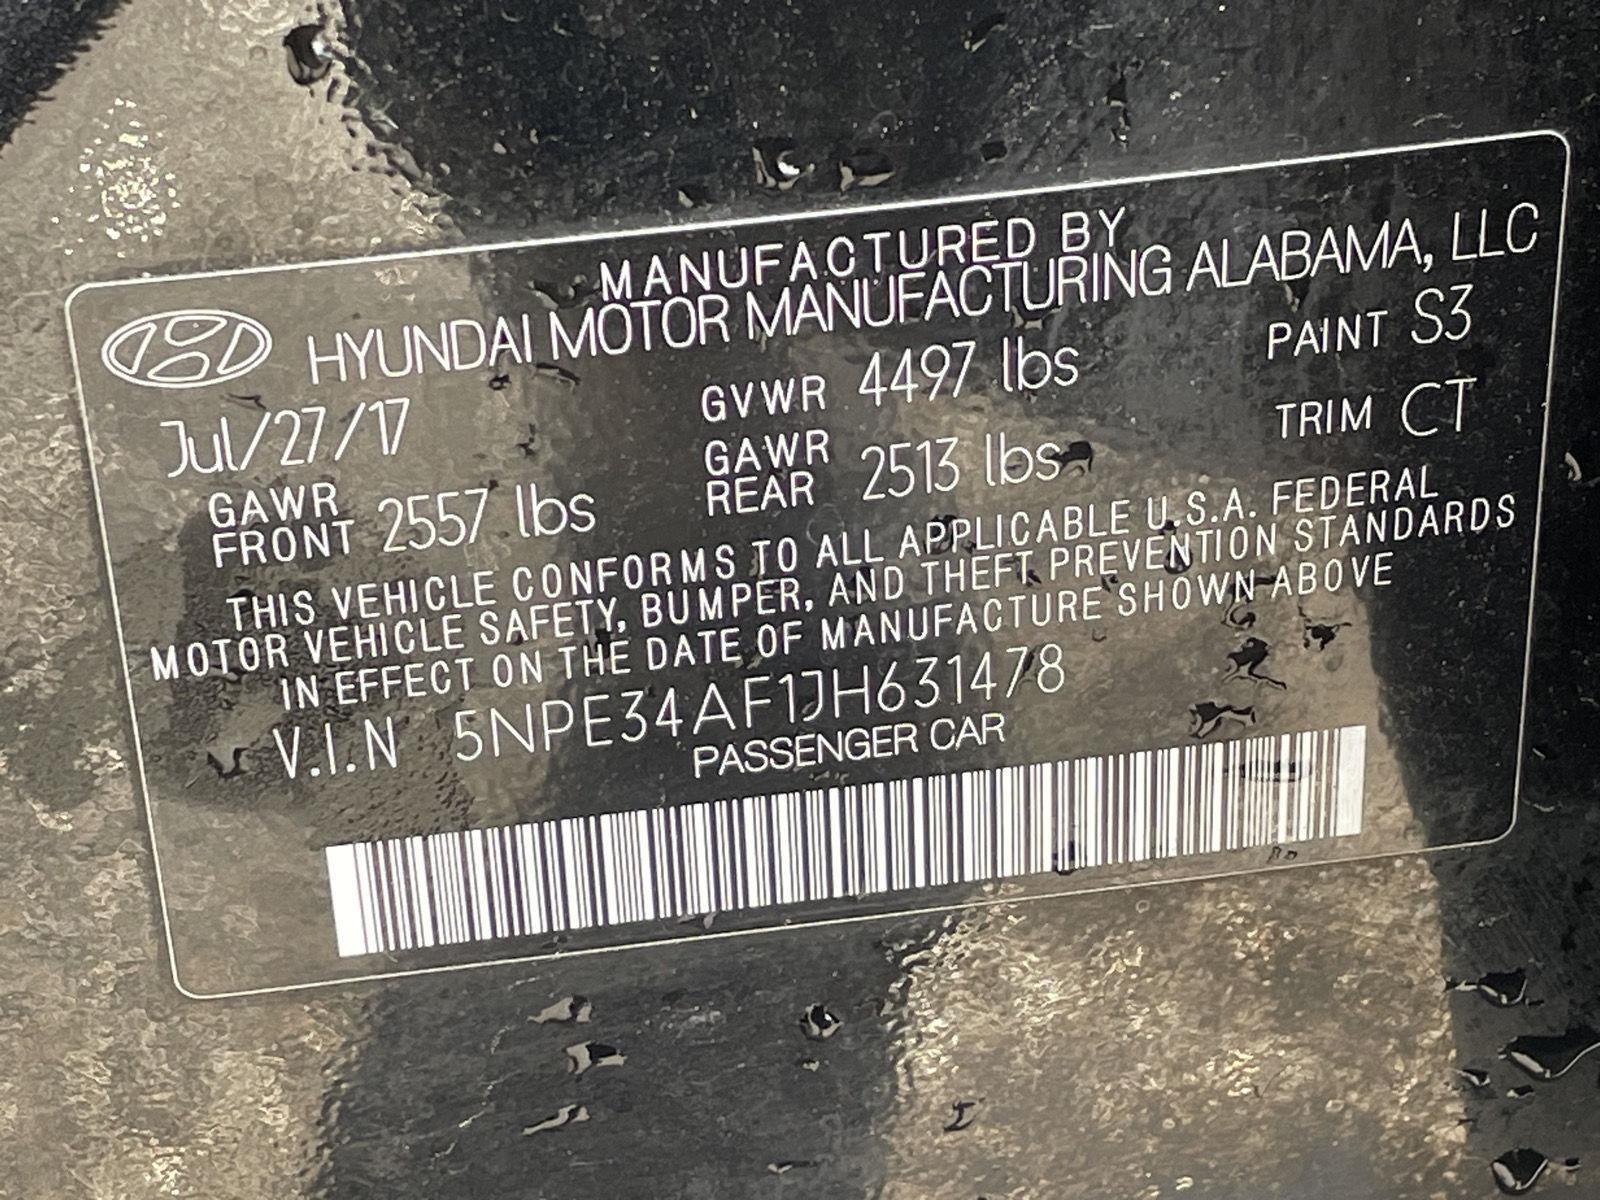 MANUFACTURED BY
HYUNDAI MOTOR MANUFACTURING ALABAMA, LLC
Jul/27/17 GVWR 4497 lbs PAINT S3
GAWR FRONT 2557 lbs GAWR REAR 2513 lbs TRIM CT
THIS VEHICLE CONFORMS TO ALL APPLICABLE U.S.A. FEDERAL
MOTOR VEHICLE SAFETY, BUMPER, AND THEFT PREVENTION STANDARDS
IN EFFECT ON THE DATE OF MANUFACTURE SHOWN ABOVE
V.I.N 5NPE34AF1JH631478
PASSENGER CAR